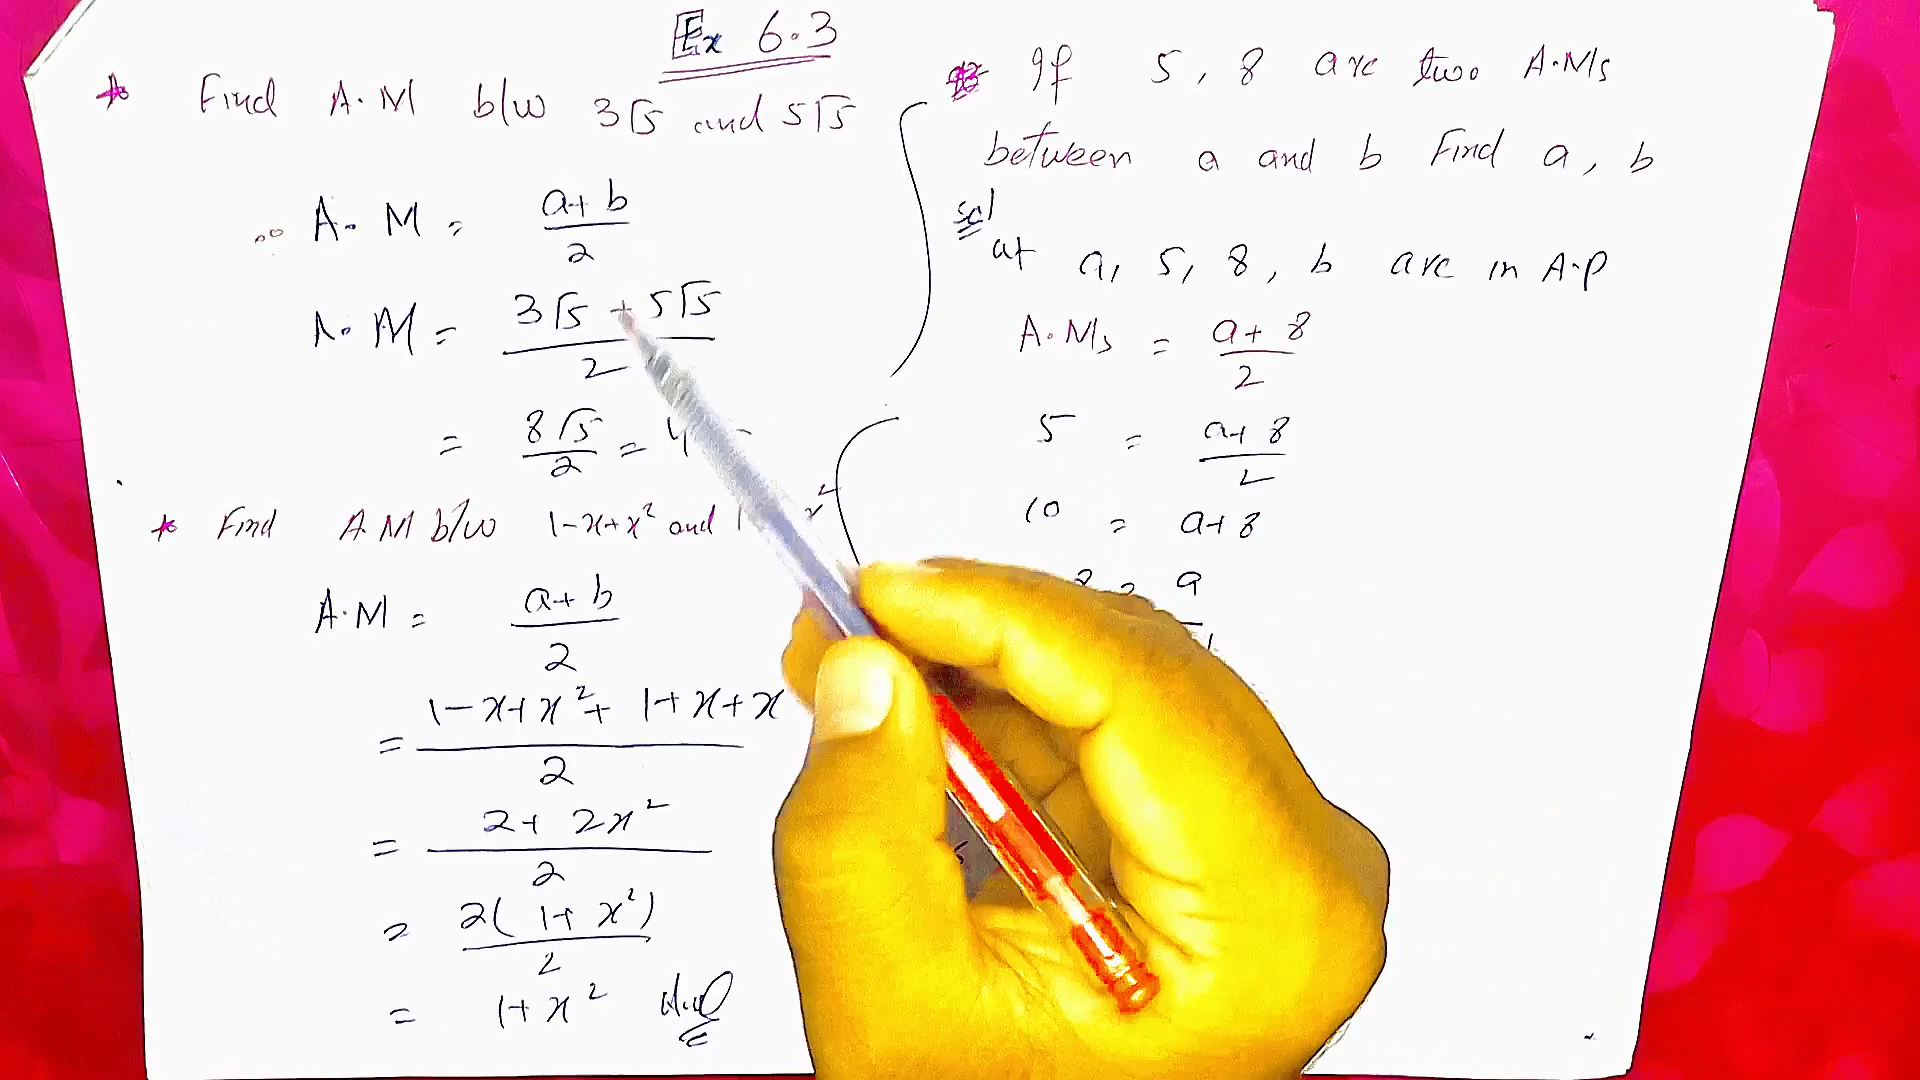 Ex 6.3
* Find A.M b/w 3√5 and 5√5
∴ A.M = a+b/2
A.M = 3√5 + 5√5/2
= 8√5/2 = 4
* Find AM b/w 1-x+x² and
A.M = a+b/2
= 1-x+x²+ 1+x+x/2
= 2+ 2x²/2
= 2(1+x²)/2
= 1+x²
If 5, 8 are two A.Ms
between a and b Find a, b
Sol
at a, 5, 8, b are in A.P
A.Ms = a+8/2
5 = a+8/2
10 = a+8
= a